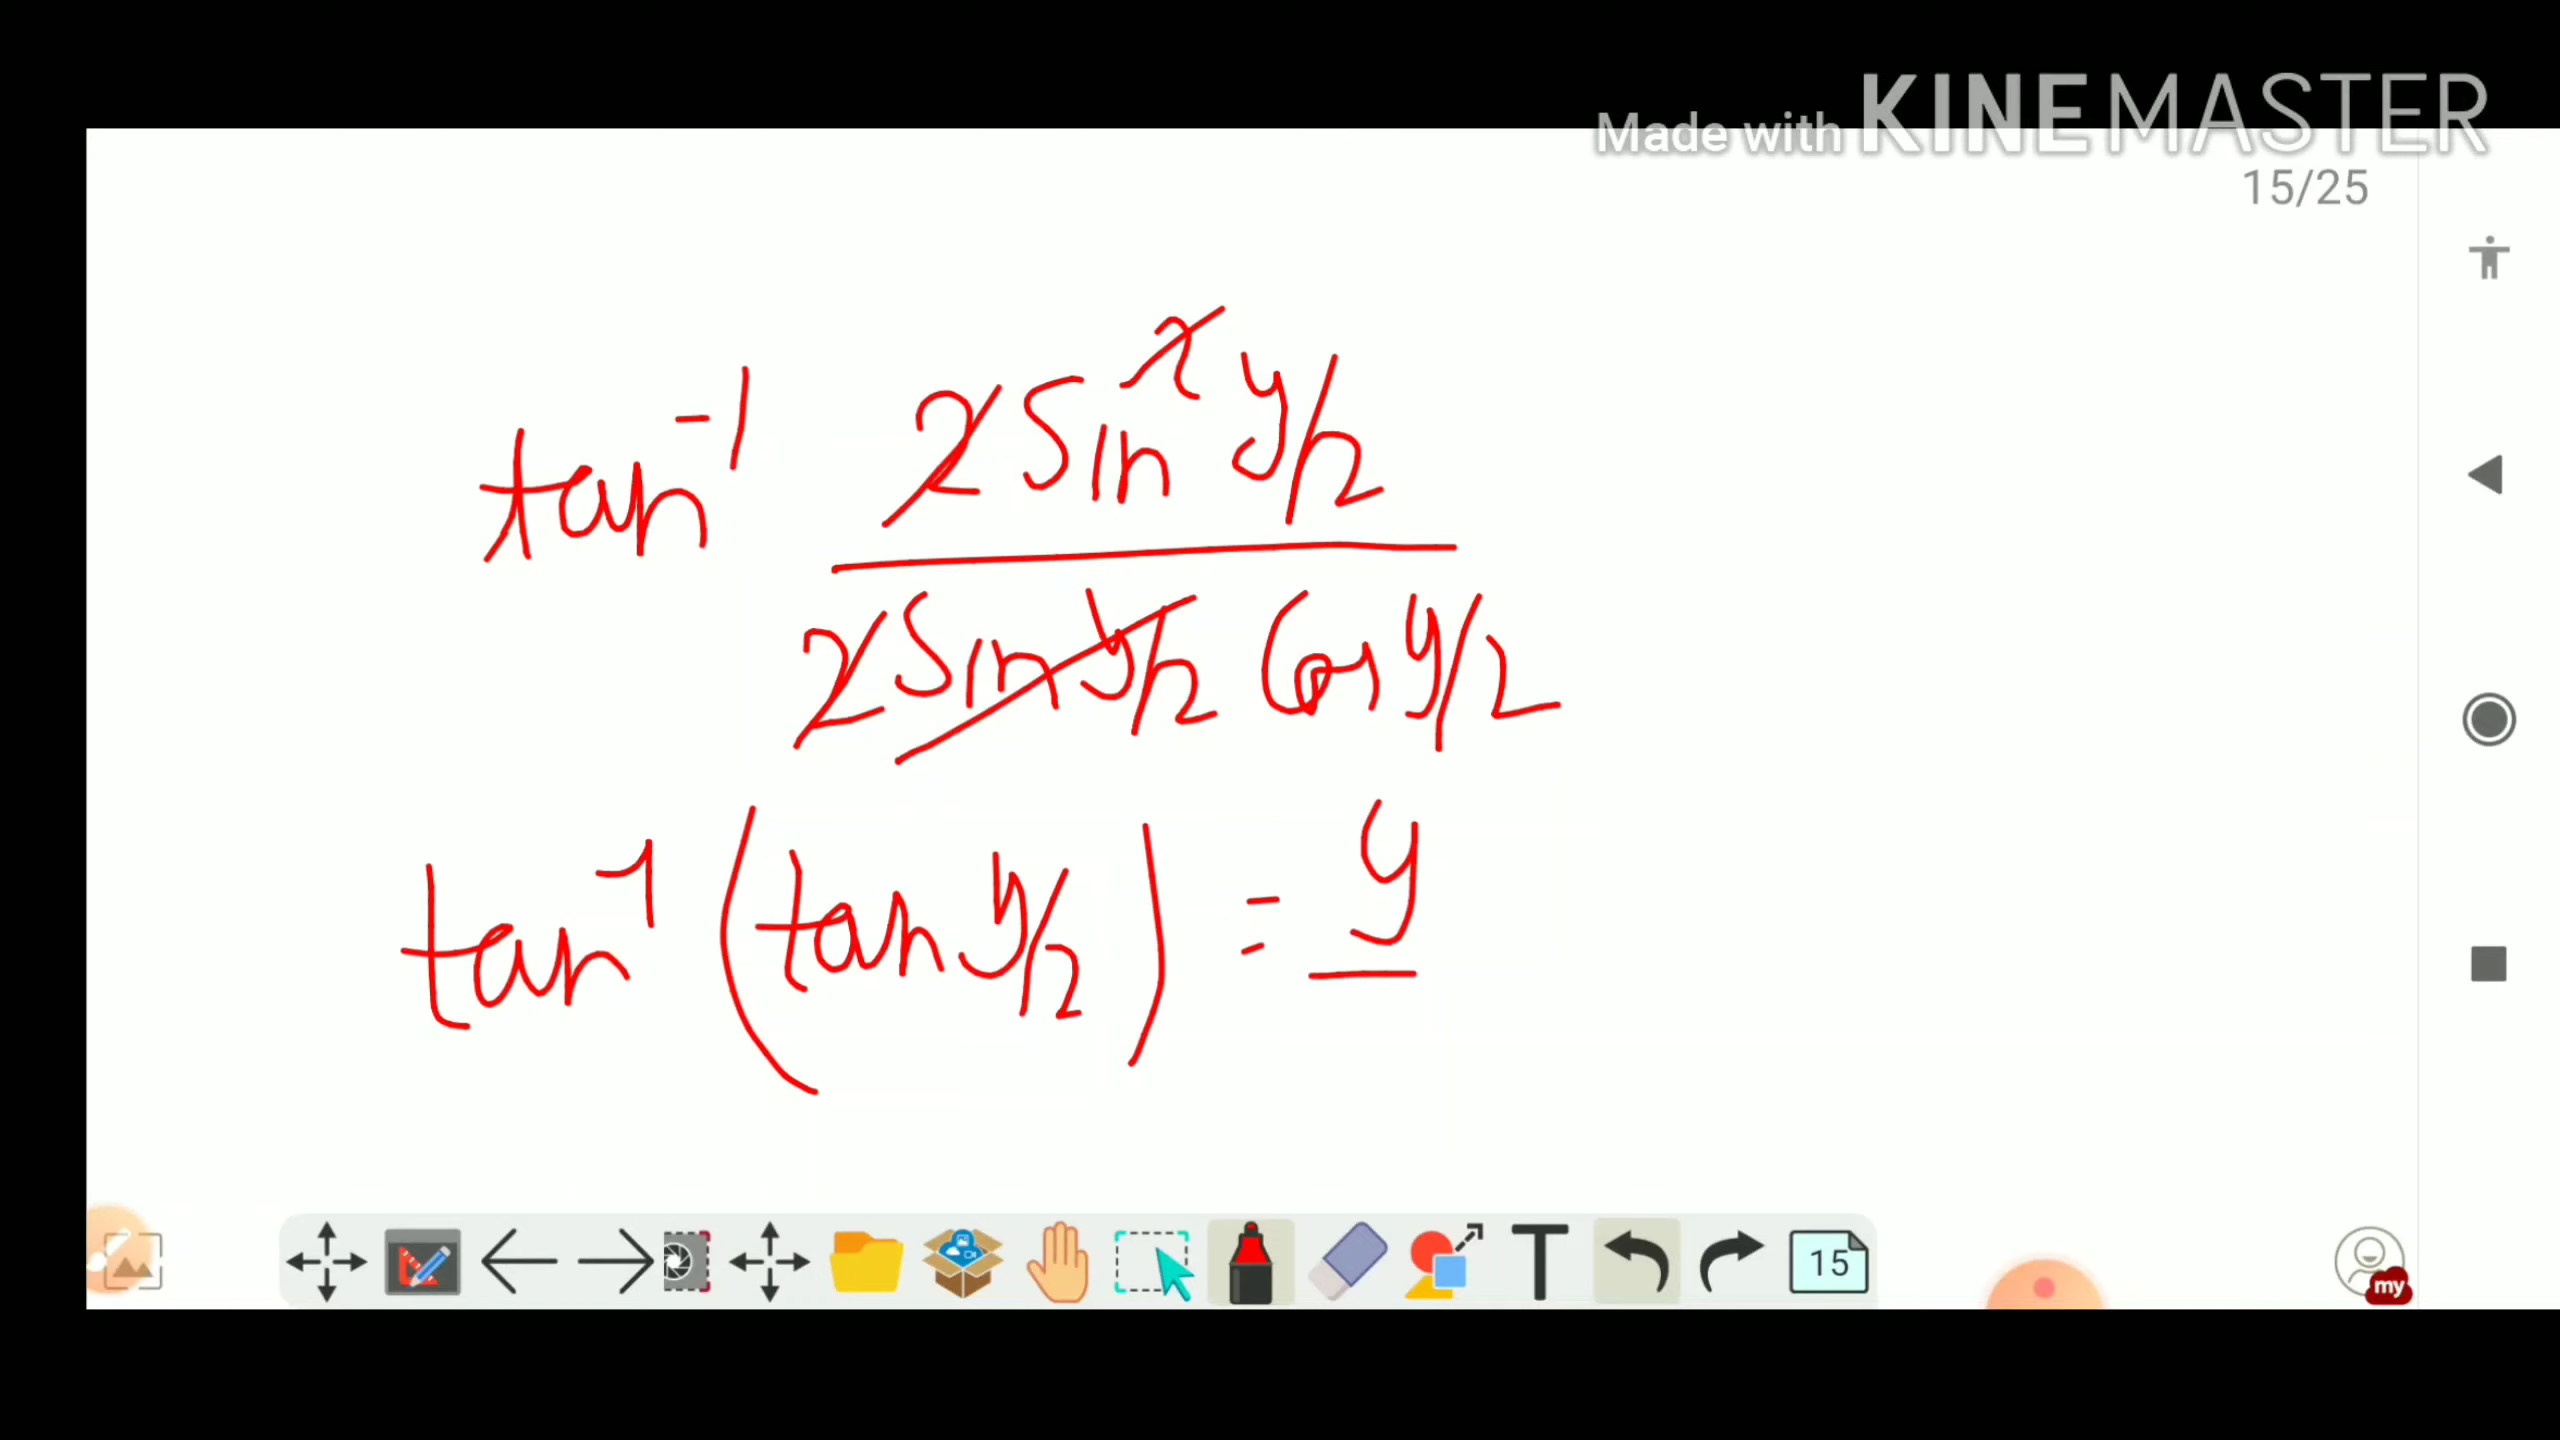 Made with KINEMASTER
15/25
tan⁻¹ 2 Sin² y/2
2 Sin y/2 Cos y/2
tan⁻¹ (tan y/2) = y
15
my